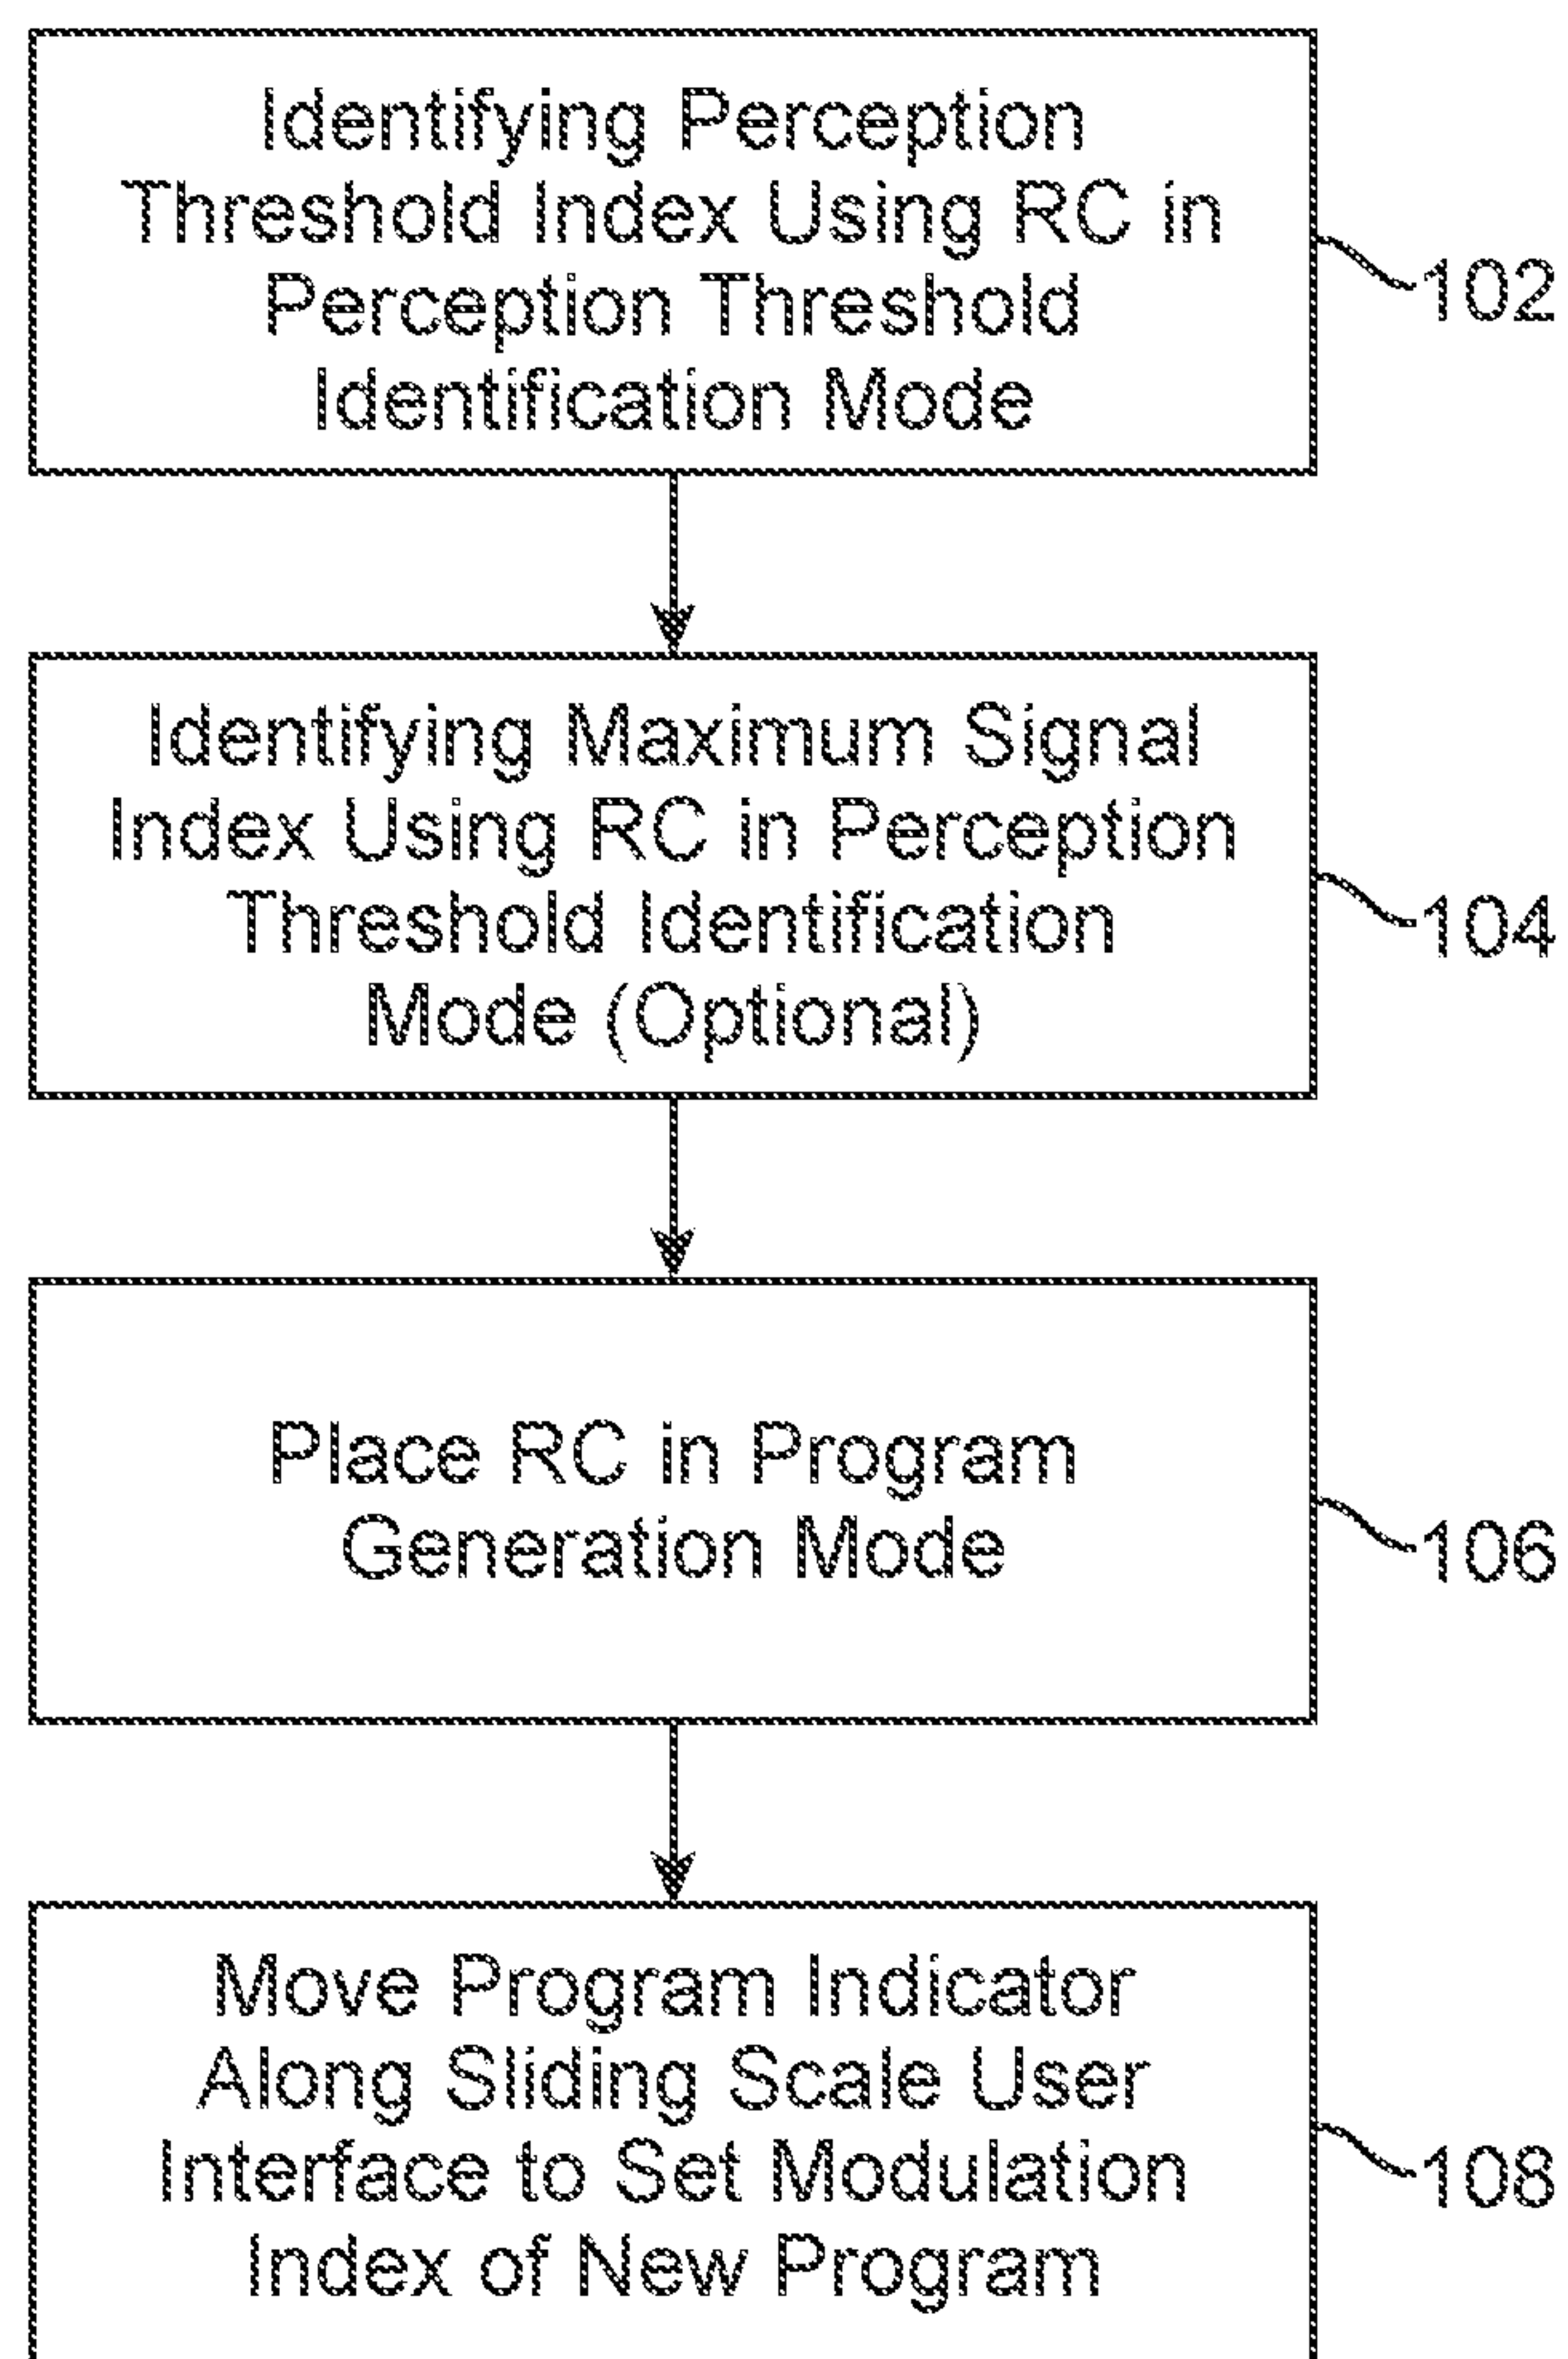 Identifying Perception
Threshold Index Using RC in
Perception Threshold
Identification Mode
102
Identifying Maximum Signal
Index Using RC in Perception
Threshold Identification
Mode (Optional)
104
Place RC in Program
Generation Mode
106
Move Program Indicator
Along Sliding Scale User
Interface to Set Modulation
Index of New Program
108